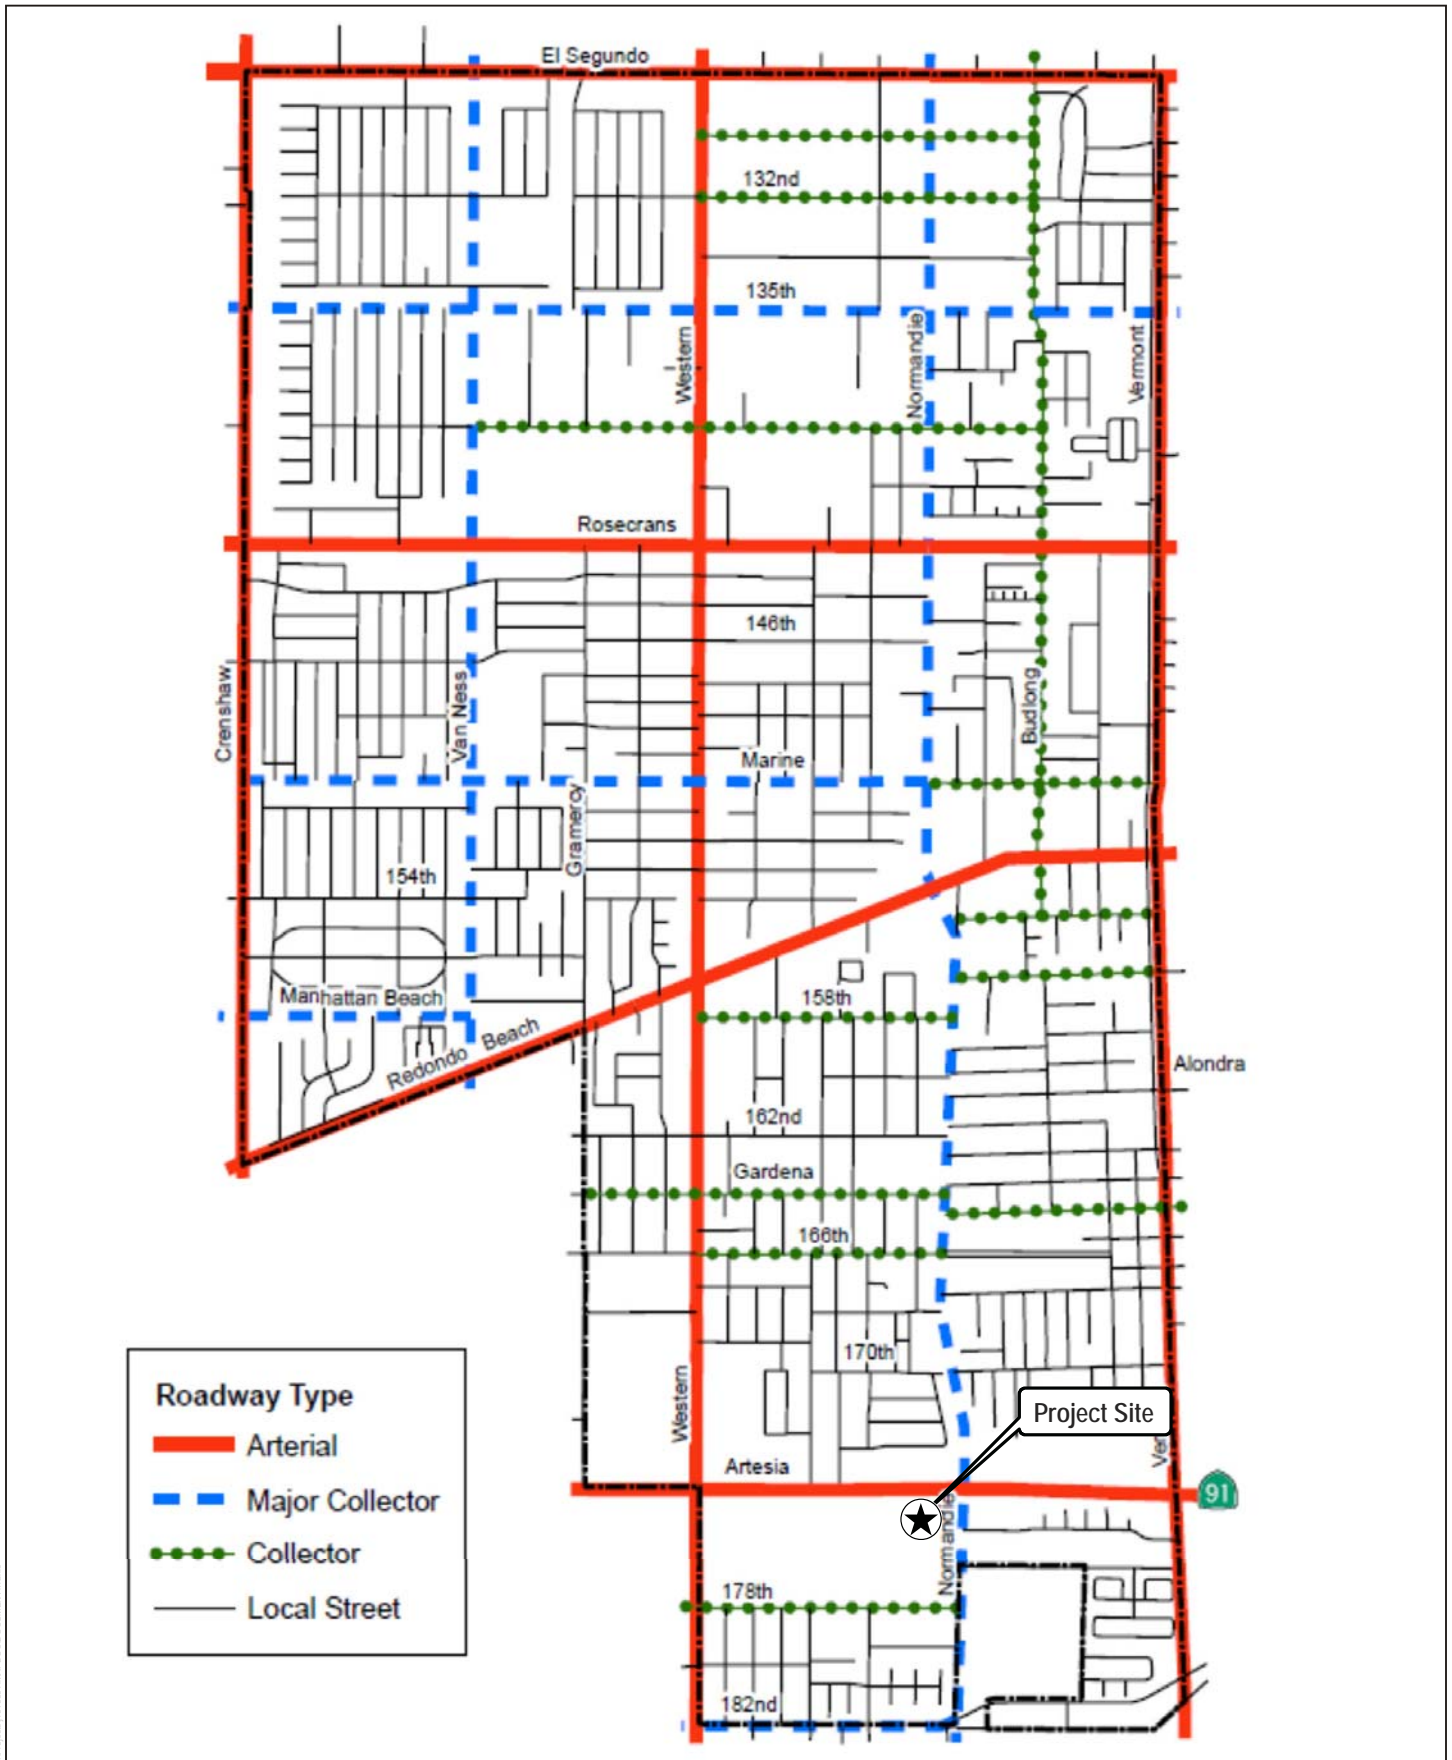 El Segundo
132nd
135th
Western
Normandie
Vermont
Rosecrans
146th
Crenshaw
Van Ness
Budlong
Marine
Gramercy
154th
Manhattan Beach
158th
Redondo Beach
Alondra
162nd
Gardena
166th
170th
Western
Project Site
Ver
Artesia
91
Normandie
178th
182nd
Roadway Type
Arterial
Major Collector
Collector
Local Street